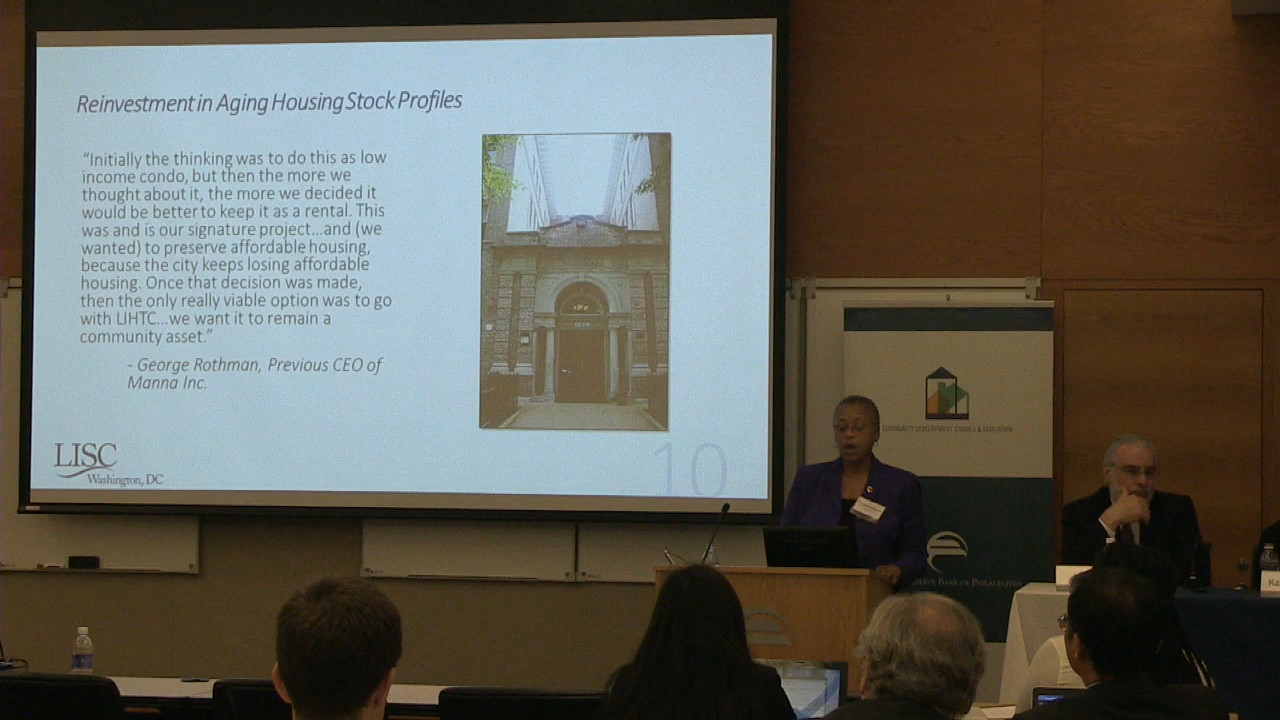 Reinvestment in Aging Housing Stock Profiles
“Initially the thinking was to do this as low
income condo, but then the more we
thought about it, the more we decided it
would be better to keep it as a rental. This
was and is our signature project...and (we
wanted) to preserve affordable housing,
because the city keeps losing affordable
housing. Once that decision was made,
then the only really viable option was to go
with LIHTC...we want it to remain a
community asset.”
- George Rothman, Previous CEO of
Manna Inc.
LISC
Washington, DC
10
COMMUNITY DEVELOPMENT STUDIES & EDUCATION
BANK OF PHILADELPHIA
Ka